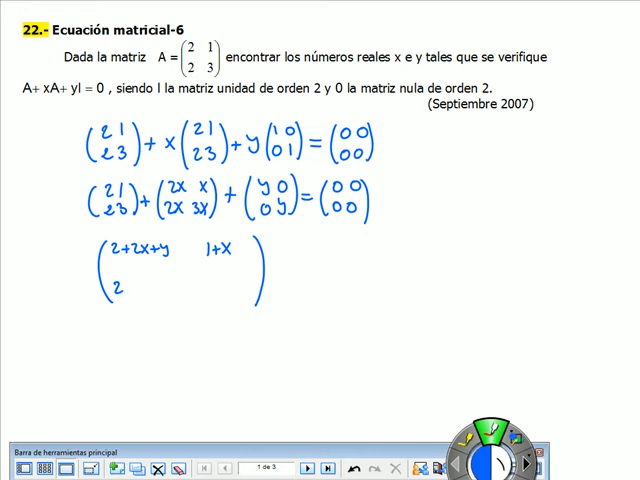 22.- Ecuación matricial-6
Dada la matriz A = (2 1 encontrar los números reales x e y tales que se verifique
2 3)
A+ xA+ yI = 0 , siendo I la matriz unidad de orden 2 y 0 la matriz nula de orden 2.
(Septiembre 2007)
(2 1 + x (2 1 + y (1 0 = (0 0
2 3) 2 3) 0 1) 0 0)
(2 1 + (2x x + (y 0 = (0 0
2 3) 2x 3x) 0 y) 0 0)
(2+2x+y 1+x
2 )
Barra de herramientas principal
1 de 3